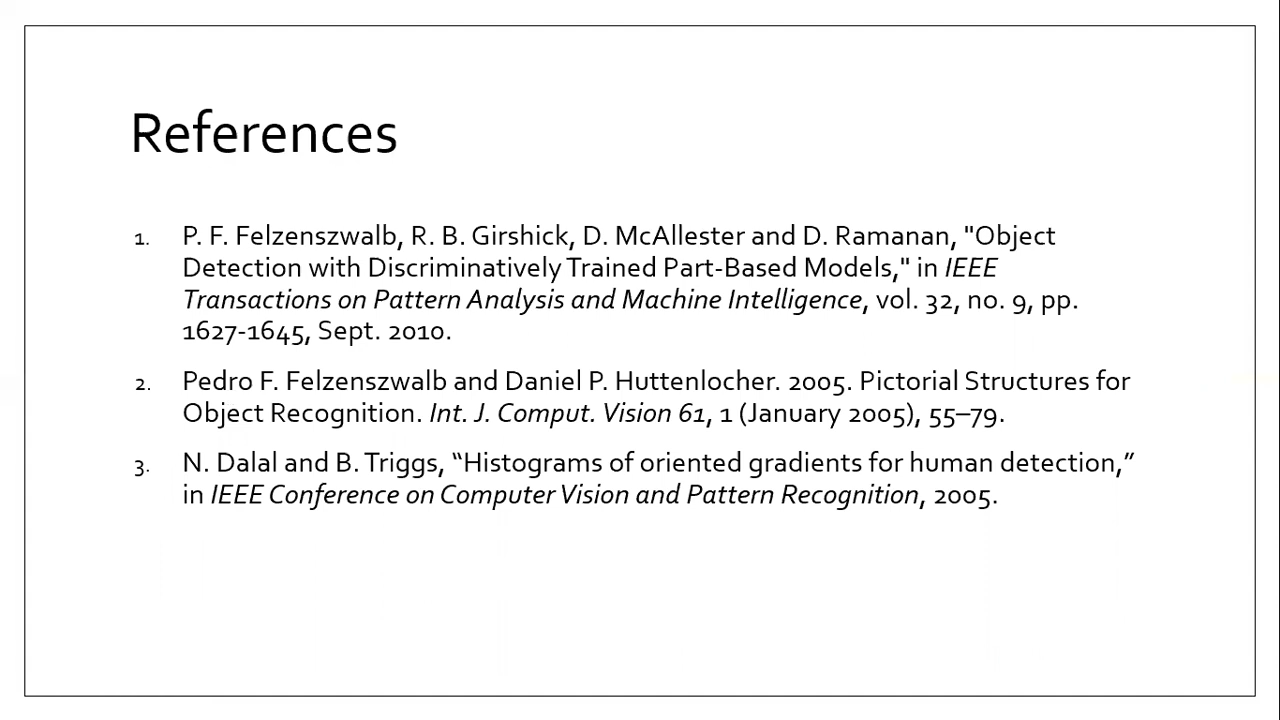 References
1. P. F. Felzenszwalb, R. B. Girshick, D. McAllester and D. Ramanan, "Object
Detection with Discriminatively Trained Part-Based Models," in IEEE
Transactions on Pattern Analysis and Machine Intelligence, vol. 32, no. 9, pp.
1627-1645, Sept. 2010.
2. Pedro F. Felzenszwalb and Daniel P. Huttenlocher. 2005. Pictorial Structures for
Object Recognition. Int. J. Comput. Vision 61, 1 (January 2005), 55–79.
3. N. Dalal and B. Triggs, “Histograms of oriented gradients for human detection,”
in IEEE Conference on Computer Vision and Pattern Recognition, 2005.